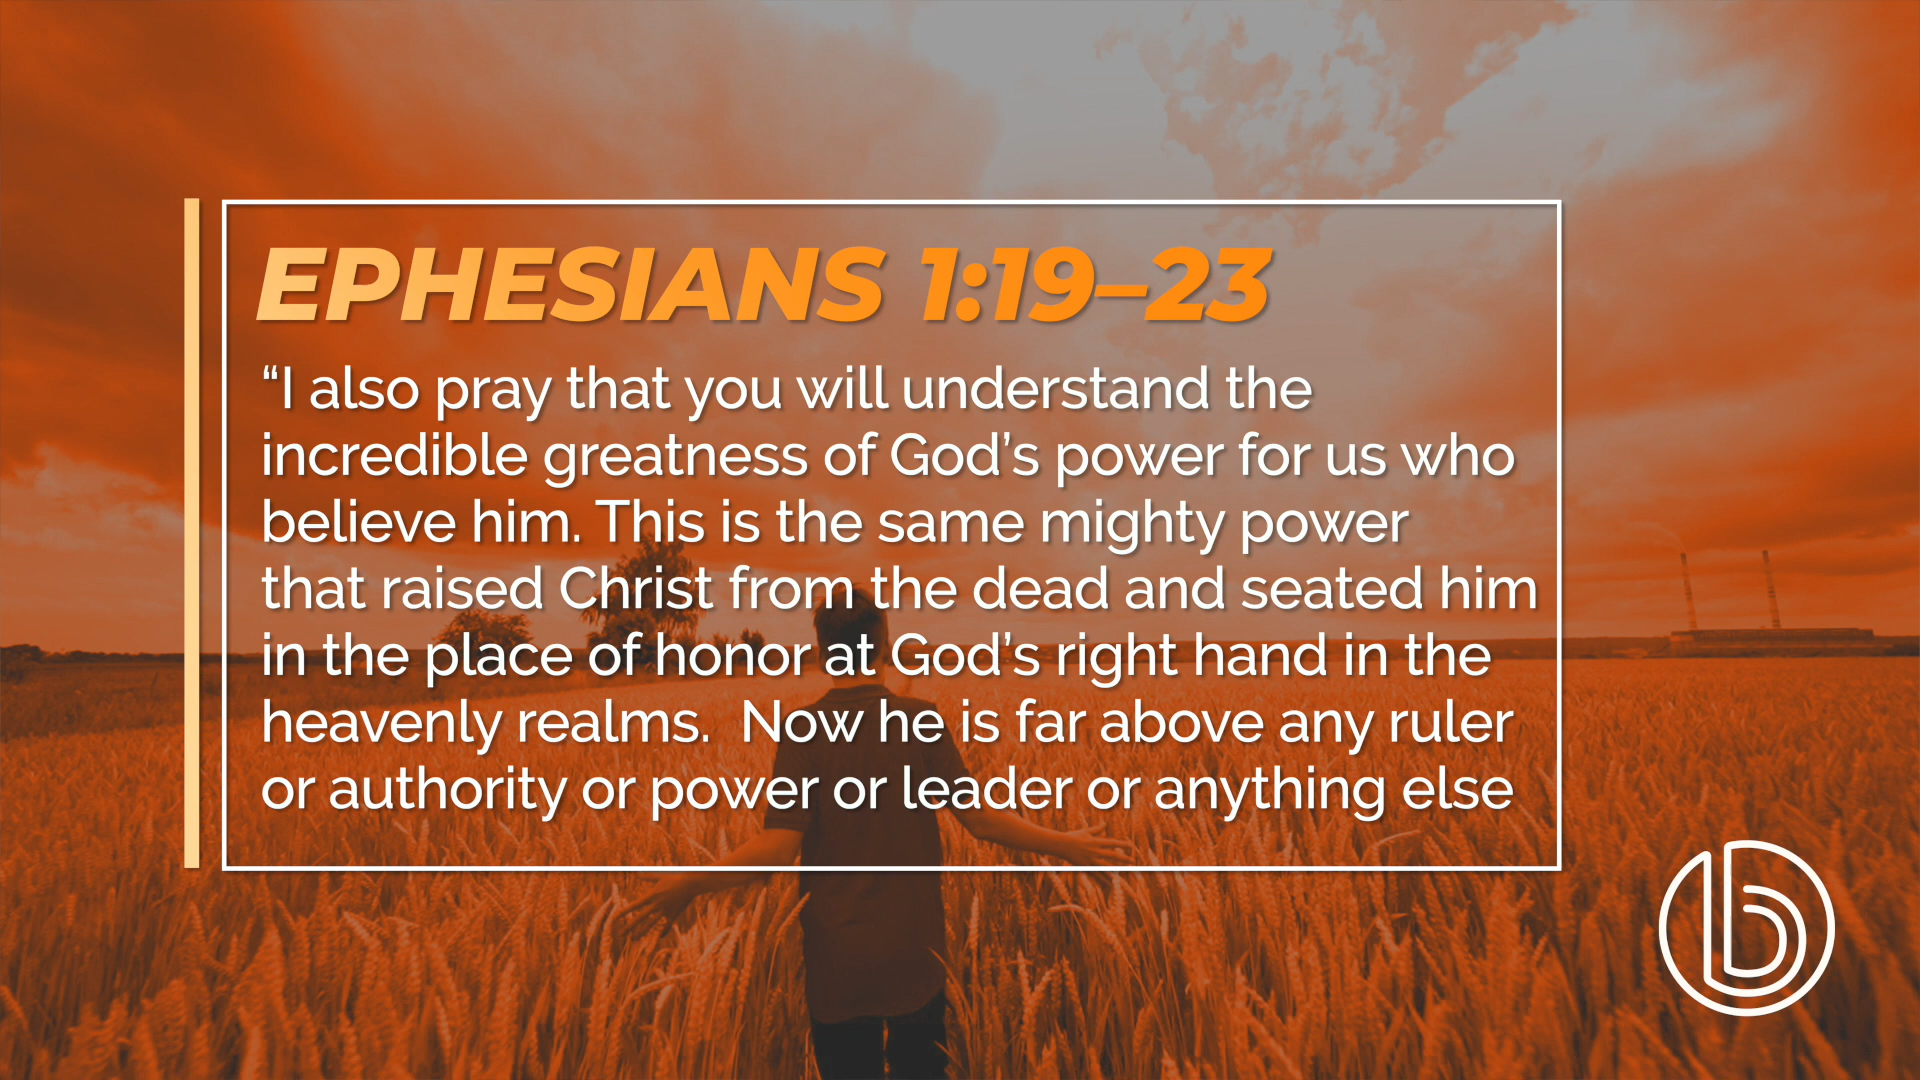 EPHESIANS 1:19–23
“I also pray that you will understand the
incredible greatness of God’s power for us who
believe him. This is the same mighty power
that raised Christ from the dead and seated him
in the place of honor at God’s right hand in the
heavenly realms.  Now he is far above any ruler
or authority or power or leader or anything else